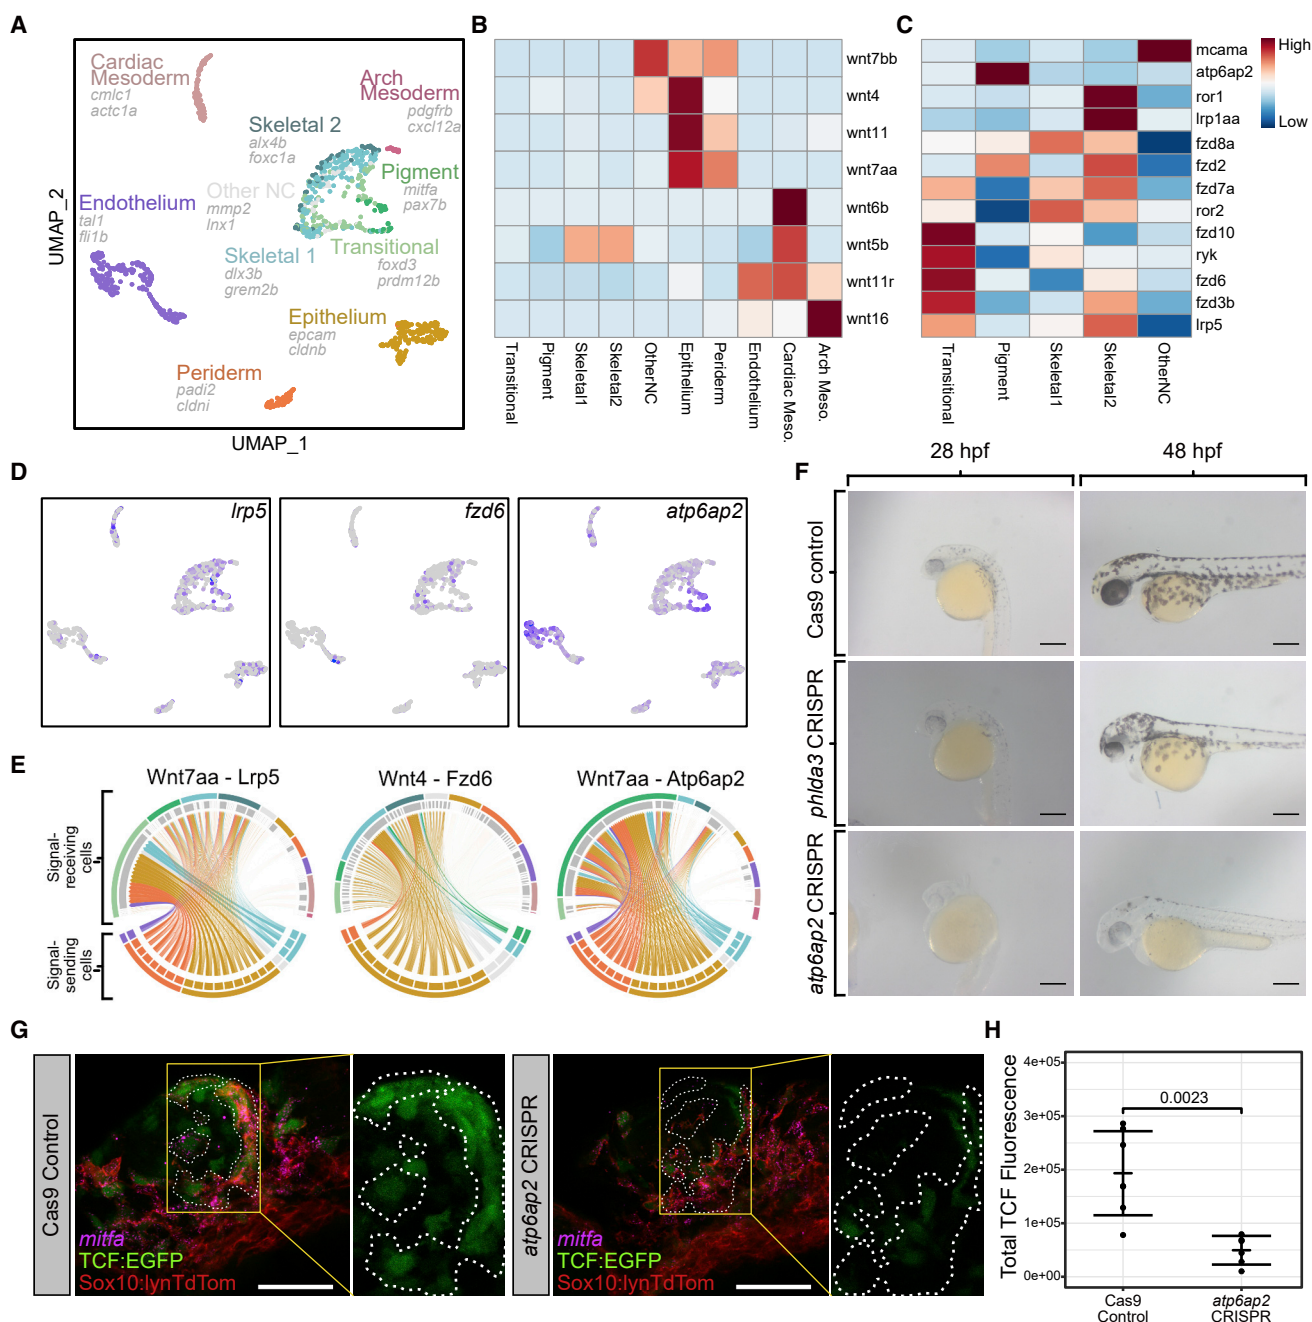 A
Cardiac
Mesoderm
cmlc1
actc1a
Arch
Mesoderm
pdgfrb
cxcl12a
Skeletal 2
alx4b
foxc1a
Pigment
mitfa
pax7b
Other NC
mmp2
lnx1
Endothelium
tal1
fli1b
Transitional
foxd3
prdm12b
Skeletal 1
dlx3b
grem2b
Epithelium
epcam
cldnb
Periderm
padi2
cldni
UMAP_2
UMAP_1
B
wnt7bb
wnt4
wnt11
wnt7aa
wnt6b
wnt5b
wnt11r
wnt16
Transitional
Pigment
Skeletal1
Skeletal2
OtherNC
Epithelium
Periderm
Endothelium
Cardiac Meso.
Arch Meso.
C
mcama
atp6ap2
ror1
lrp1aa
fzd8a
fzd2
fzd7a
ror2
fzd10
ryk
fzd6
fzd3b
lrp5
Transitional
Pigment
Skeletal1
Skeletal2
OtherNC
High
Low
D
lrp5
fzd6
atp6ap2
E
Wnt7aa - Lrp5
Wnt4 - Fzd6
Wnt7aa - Atp6ap2
Signal-
receiving
cells
Signal-
sending
cells
F
28 hpf
48 hpf
Cas9 control
phlda3 CRISPR
atp6ap2 CRISPR
G
Cas9 Control
mitfa
TCF:EGFP
Sox10:lynTdTom
atp6ap2 CRISPR
mitfa
TCF:EGFP
Sox10:lynTdTom
H
Total TCF Fluorescence
4e+05
3e+05
2e+05
1e+05
0e+00
0.0023
Cas9
Control
atp6ap2
CRISPR